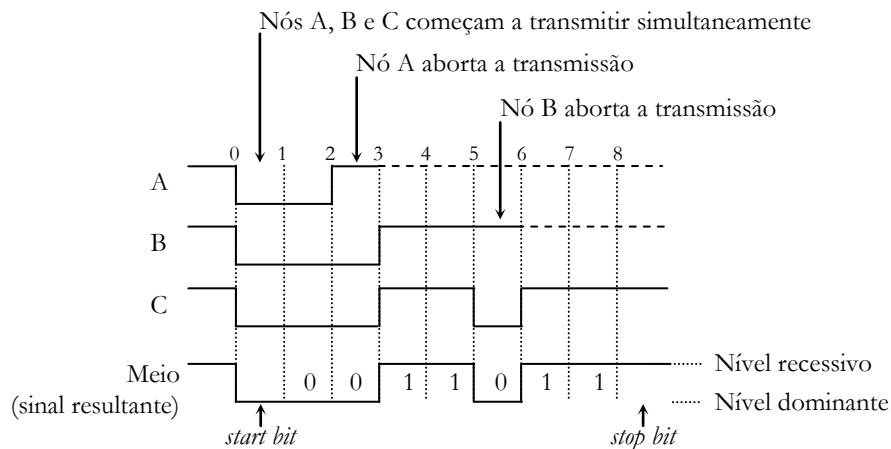 Nós A, B e C começam a transmitir simultaneamente
Nó A aborta a transmissão
Nó B aborta a transmissão
0 1 2 3 4 5 6 7 8
A
B
C
Meio
(sinal resultante)
0 0 1 1 0 1 1
Nível recessivo
Nível dominante
start bit
stop bit